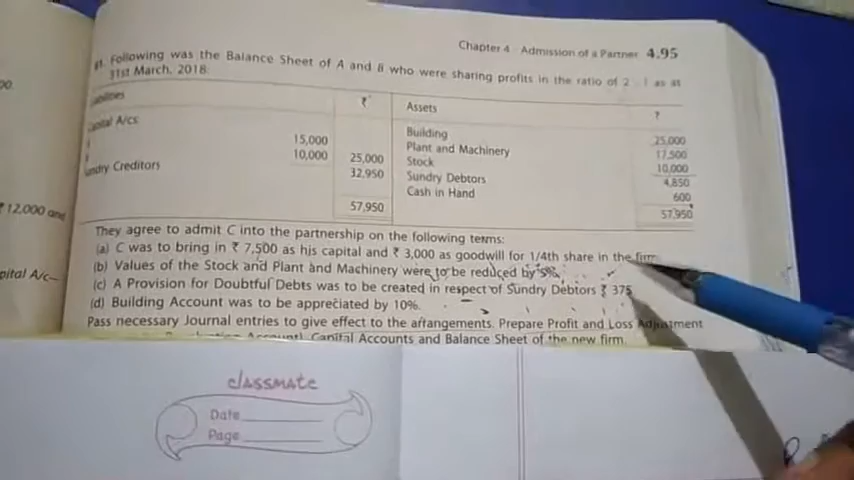 Chapter 4 Admission of a Partner 4.95
Following was the Balance Sheet of A and B who were sharing profits in the ratio of 2 : 1 as at
31st March, 2018
Liabilities ₹ Assets ₹
Capital A/cs Building 25,000
15,000 Plant and Machinery 17,500
10,000 25,000 Stock 10,000
Sundry Creditors 32,950 Sundry Debtors 4,850
Cash in Hand 600
57,950 57,950
They agree to admit C into the partnership on the following terms:
(a) C was to bring in ₹ 7,500 as his capital and ₹ 3,000 as goodwill for 1/4th share in the firm
(b) Values of the Stock and Plant and Machinery were to be reduced by 5%.
(c) A Provision for Doubtful Debts was to be created in respect of Sundry Debtors ₹ 375
(d) Building Account was to be appreciated by 10%.
Pass necessary Journal entries to give effect to the arrangements. Prepare Profit and Loss Adjustment
Account), Capital Accounts and Balance Sheet of the new firm.
₹ 12,000 and
pital A/c
classmate
Date
Page